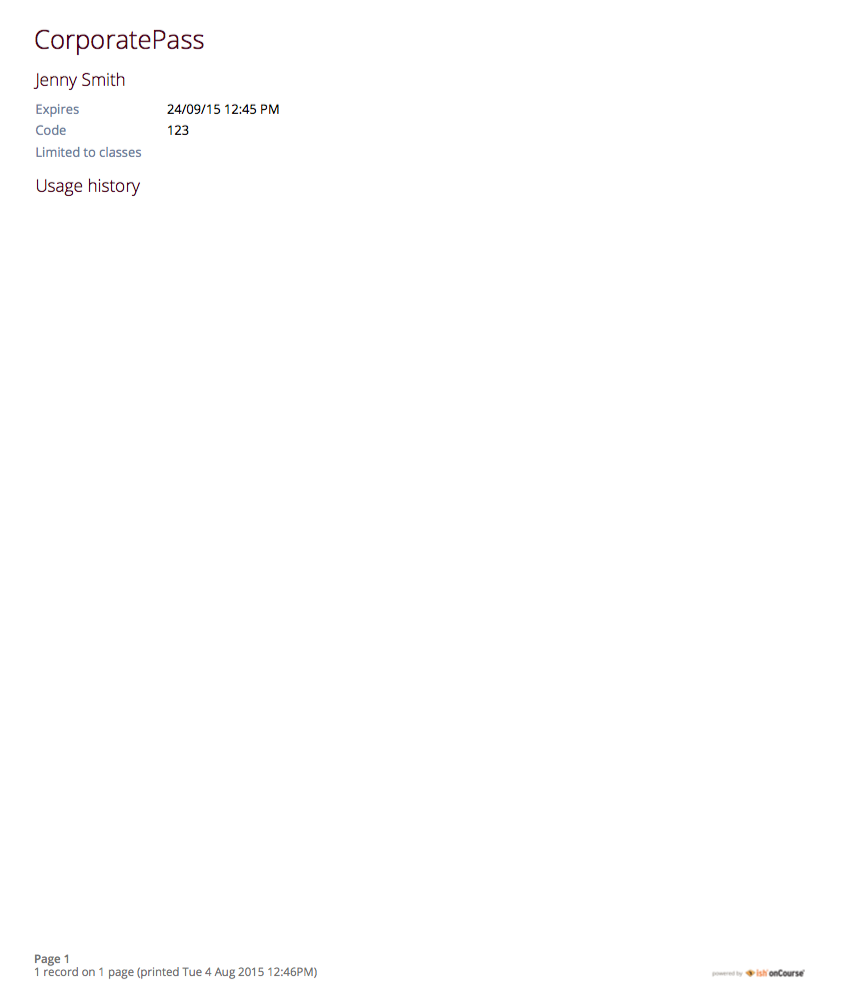 CorporatePass
Jenny Smith
Expires 24/09/15 12:45 PM
Code 123
Limited to classes
Usage history
Page 1
1 record on 1 page (printed Tue 4 Aug 2015 12:46PM)
powered by ish onCourse